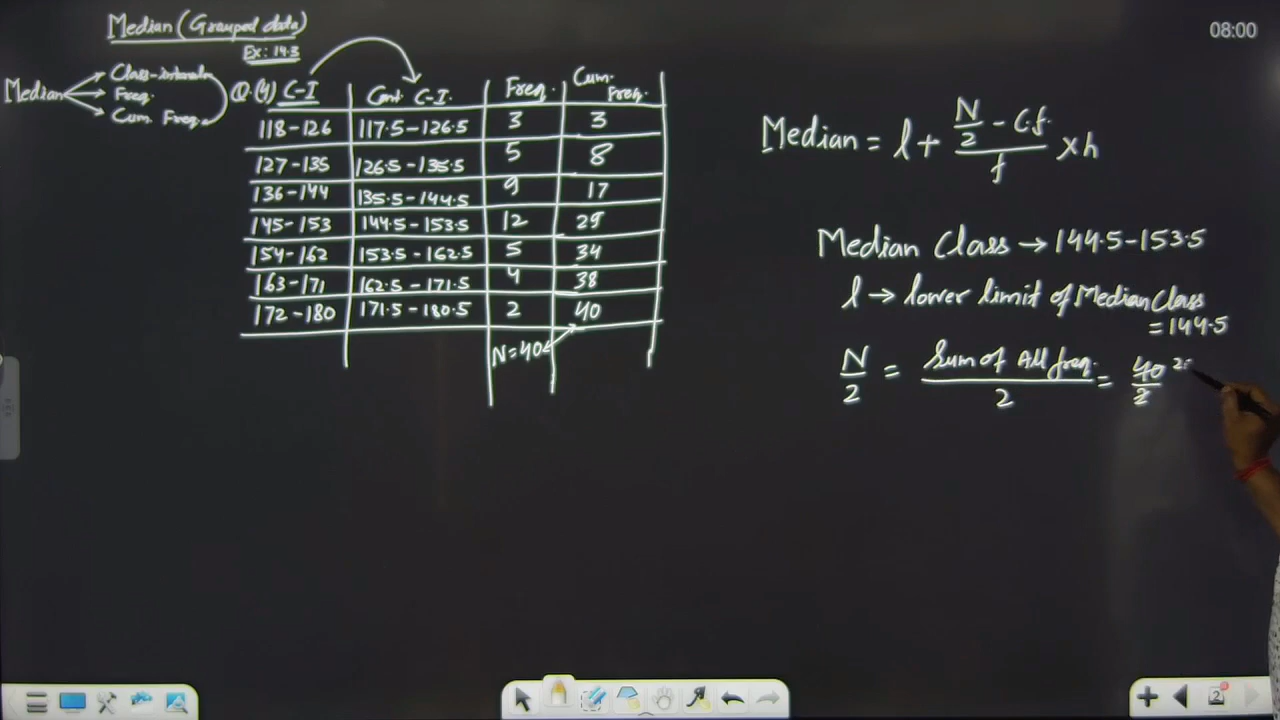 Median (Grouped data)
Ex: 14.3
Median
Class-intervals
Freq.
Cum. Freq.
Q.(4) C-I Cont. C-I. Freq. Cum. Freq.
118-126 117.5-126.5 3 3
127-135 126.5-135.5 5 8
136-144 135.5-144.5 9 17
145-153 144.5-153.5 12 29
154-162 153.5-162.5 5 34
163-171 162.5-171.5 4 38
172-180 171.5-180.5 2 40
N=40
08:00
Median = l + N/2 - C.f. / f × h
Median Class → 144.5-153.5
l → lower limit of Median Class
= 144.5
N/2 = Sum of All freq. / 2 = 40/2
2